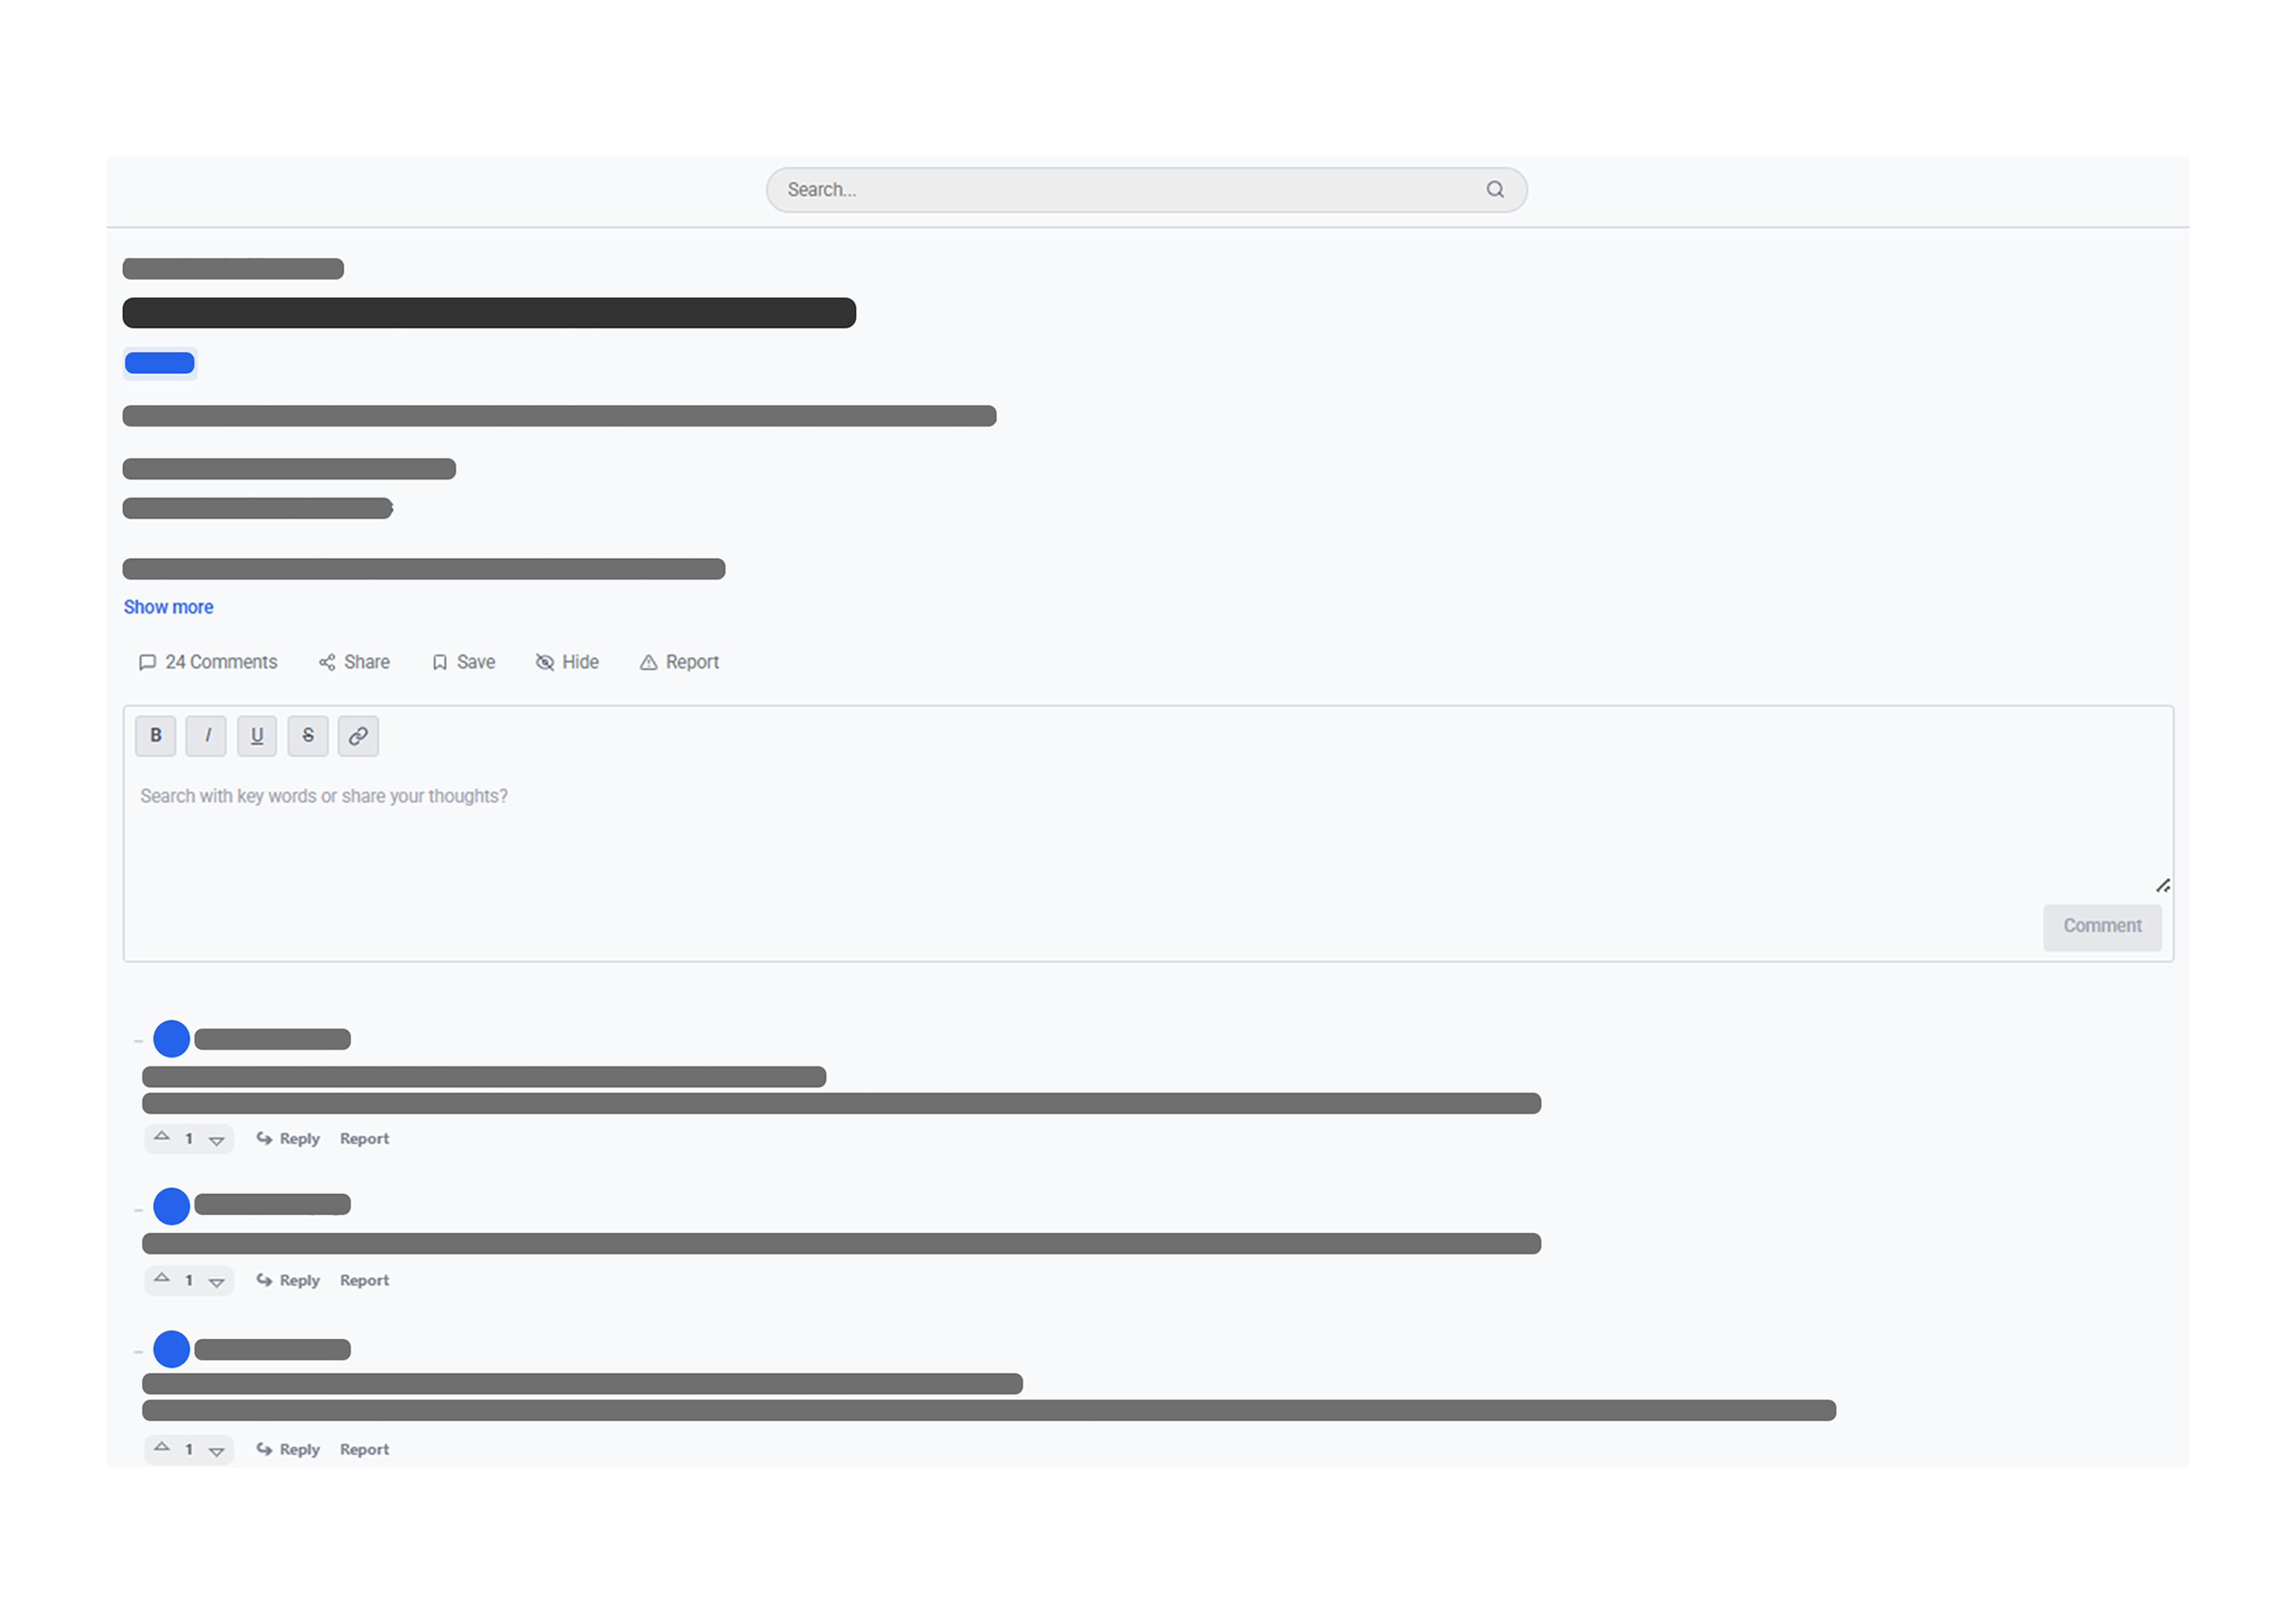 Search...
Show more
24 Comments Share Save Hide Report
B I U S
Search with key words or share your thoughts?
Comment
1 Reply Report
1 Reply Report
1 Reply Report